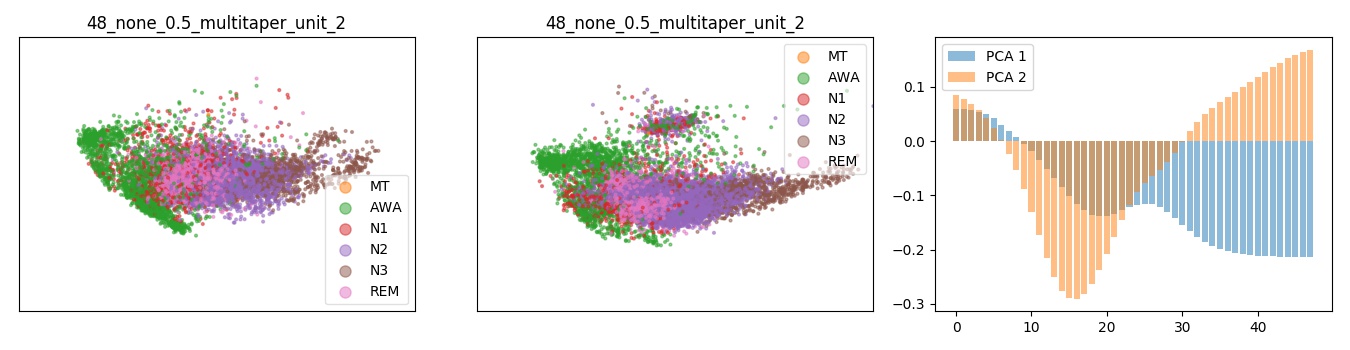 48_none_0.5_multitaper_unit_2
MT
AWA
N1
N2
N3
REM
48_none_0.5_multitaper_unit_2
MT
AWA
N1
N2
N3
REM
PCA 1
PCA 2
0.1
0.0
−0.1
−0.2
−0.3
0 10 20 30 40